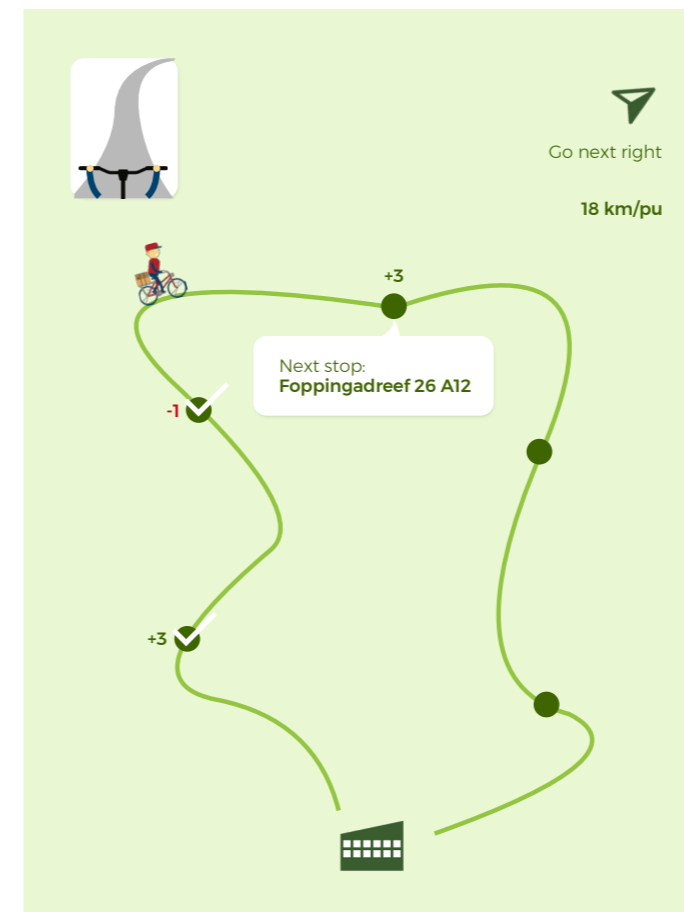 Go next right
18 km/pu
+3
Next stop:
Foppingadreef 26 A12
-1
+3